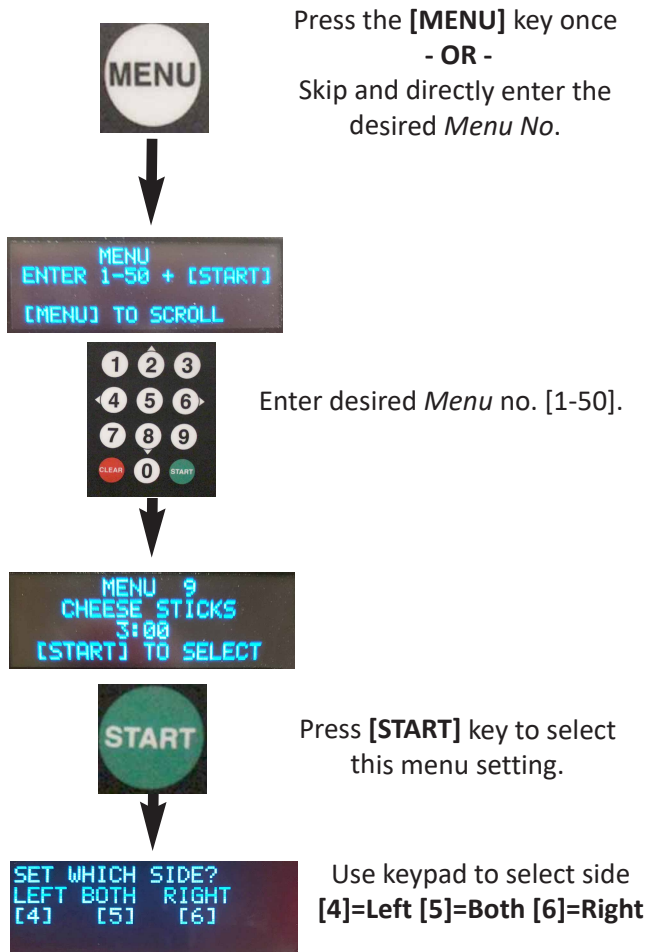 Press the [MENU] key once
- OR -
Skip and directly enter the
desired Menu No.
MENU
MENU
ENTER 1-50 + [START]
[MENU] TO SCROLL
1 2 3
4 5 6
7 8 9
CLEAR 0 START
Enter desired Menu no. [1-50].
MENU 9
CHEESE STICKS
3:00
[START] TO SELECT
START
Press [START] key to select
this menu setting.
SET WHICH SIDE?
LEFT BOTH RIGHT
[4] [5] [6]
Use keypad to select side
[4]=Left [5]=Both [6]=Right